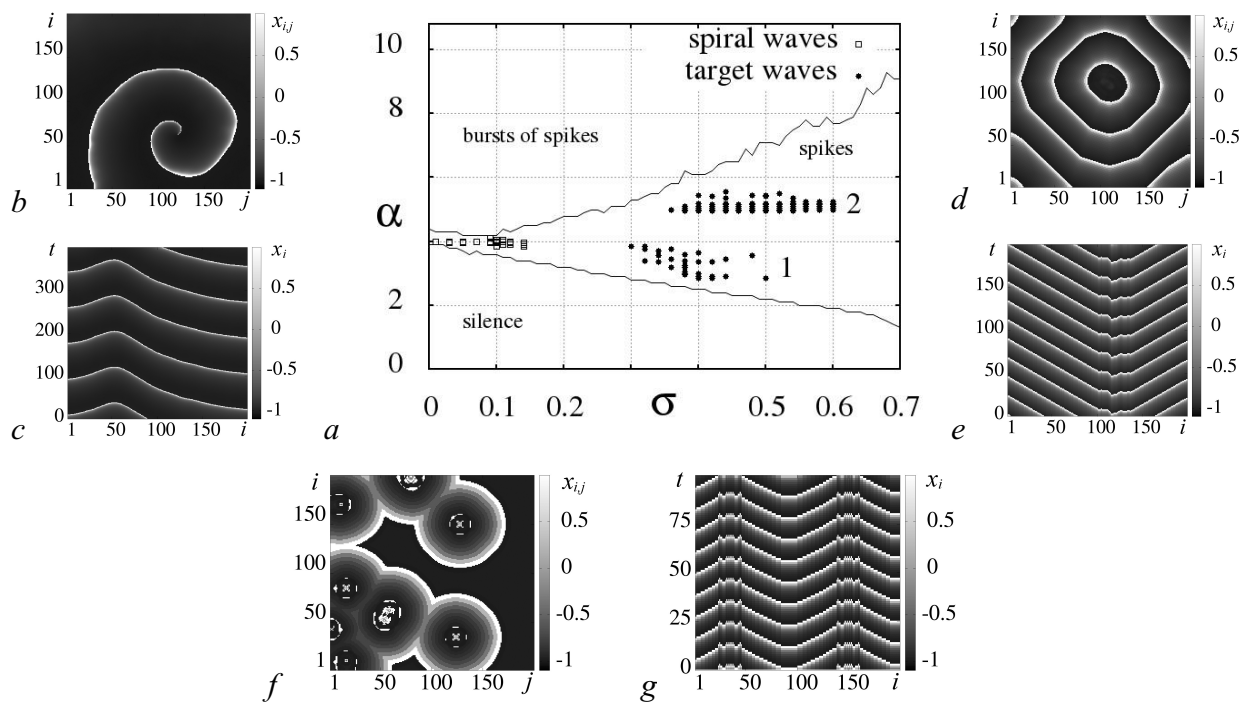 i
x_{i,j}
150
100
50
1
0.5
0
-0.5
-1
1 50 100 150 j
b
t
x_i
300
200
100
0
0.5
0
-0.5
-1
1 50 100 150 i
c
10
8
α
2
0
spiral waves
target waves
bursts of spikes
spikes
2
1
silence
0 0.1 0.2 σ 0.5 0.6 0.7
a
i
x_{i,j}
150
100
50
1
0.5
0
-0.5
-1
1 50 100 150 j
d
t
x_i
150
100
50
0
0.5
0
-0.5
-1
1 50 100 150 i
e
i
x_{i,j}
150
100
50
1
0.5
0
-0.5
-1
1 50 100 150 j
f
t
x_i
75
50
25
0
0.5
0
-0.5
-1
1 50 100 150 i
g